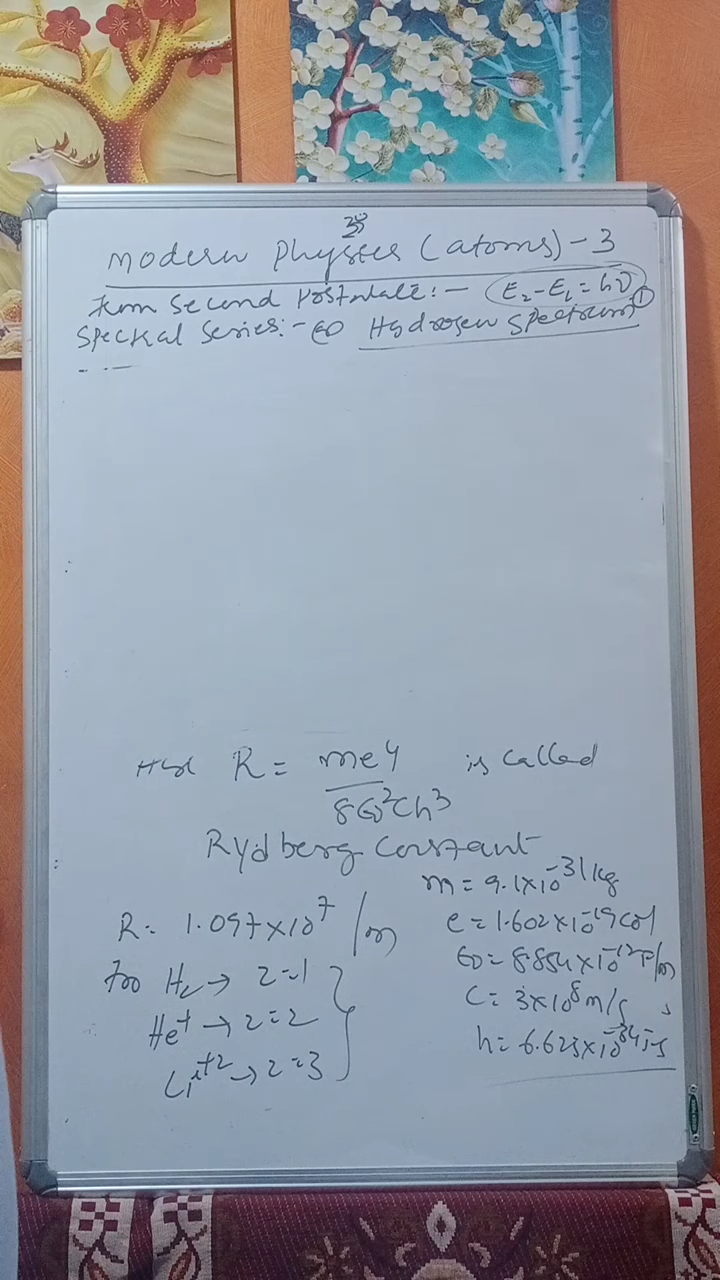 38
Modern Physics (atoms) - 3
from Second Postulate :- E₂-E₁ = hν ①
Spectral Series :- Hydrogen Spectrum
Here R = me4 / 8ε0²Ch³ is called
Rydberg Constant
R = 1.097×10⁷ /m
for H → z=1
He⁺ → z=2
Li⁺² → z=3
m = 9.1×10⁻³¹ kg
e = 1.602×10⁻¹⁹ col
ε0 = 8.854×10⁻¹² F/m
C = 3×10⁸ m/s
h = 6.623×10⁻³⁴ j-s